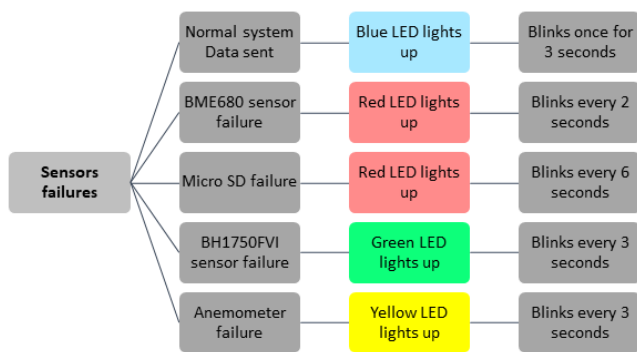 Normal system
Data sent
Blue LED lights
up
Blinks once for
3 seconds
BME680 sensor
failure
Red LED lights
up
Blinks every 2
seconds
Sensors
failures
Micro SD failure
Red LED lights
up
Blinks every 6
seconds
BH1750FVI
sensor failure
Green LED
lights up
Blinks every 3
seconds
Anemometer
failure
Yellow LED
lights up
Blinks every 3
seconds